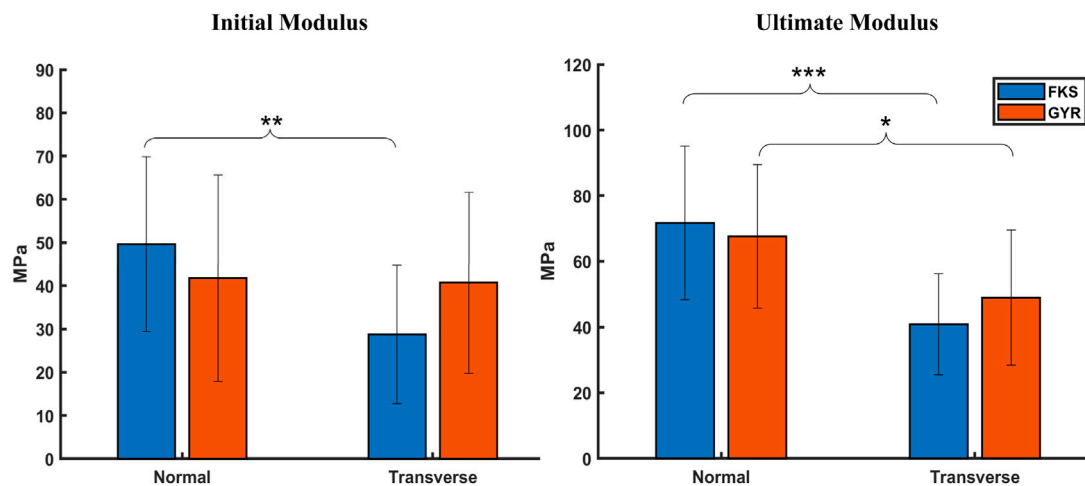 Initial Modulus
MPa
90
80
70
60
50
40
30
20
10
0
**
Normal
Transverse
Ultimate Modulus
MPa
120
100
80
60
40
20
0
***
*
FKS
GYR
Normal
Transverse